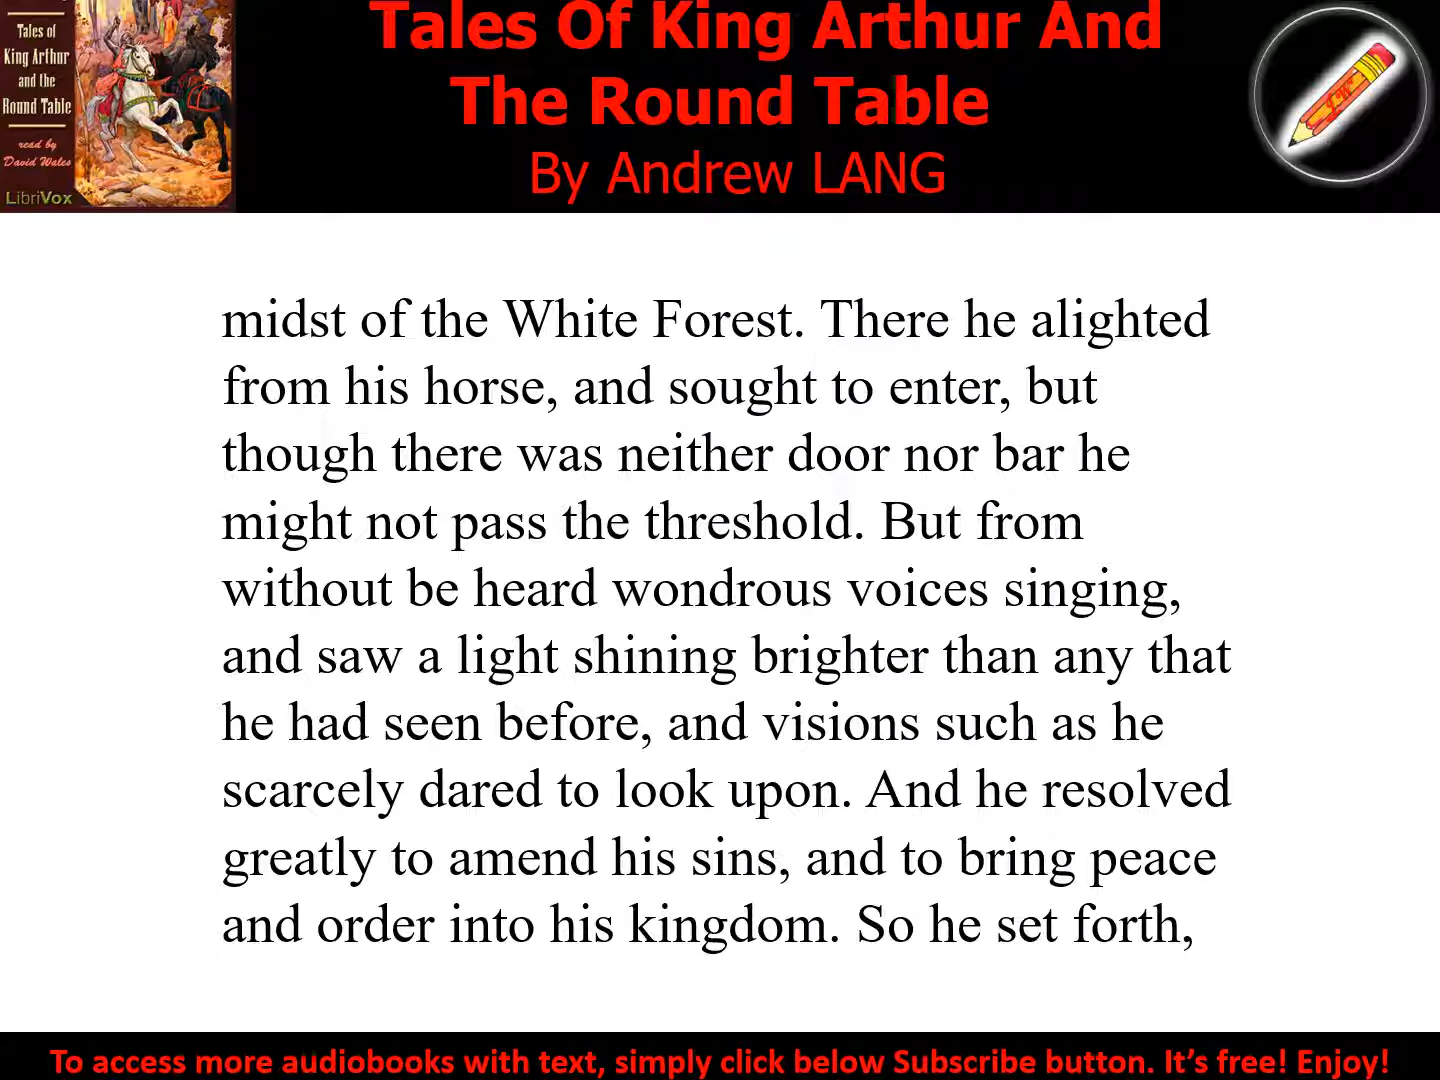 Tales of
King Arthur
and the
Round Table
read by
David Wales
LibriVox
Tales Of King Arthur And
The Round Table
By Andrew LANG
midst of the White Forest. There he alighted
from his horse, and sought to enter, but
though there was neither door nor bar he
might not pass the threshold. But from
without be heard wondrous voices singing,
and saw a light shining brighter than any that
he had seen before, and visions such as he
scarcely dared to look upon. And he resolved
greatly to amend his sins, and to bring peace
and order into his kingdom. So he set forth,
To access more audiobooks with text, simply click below Subscribe button. It’s free! Enjoy!